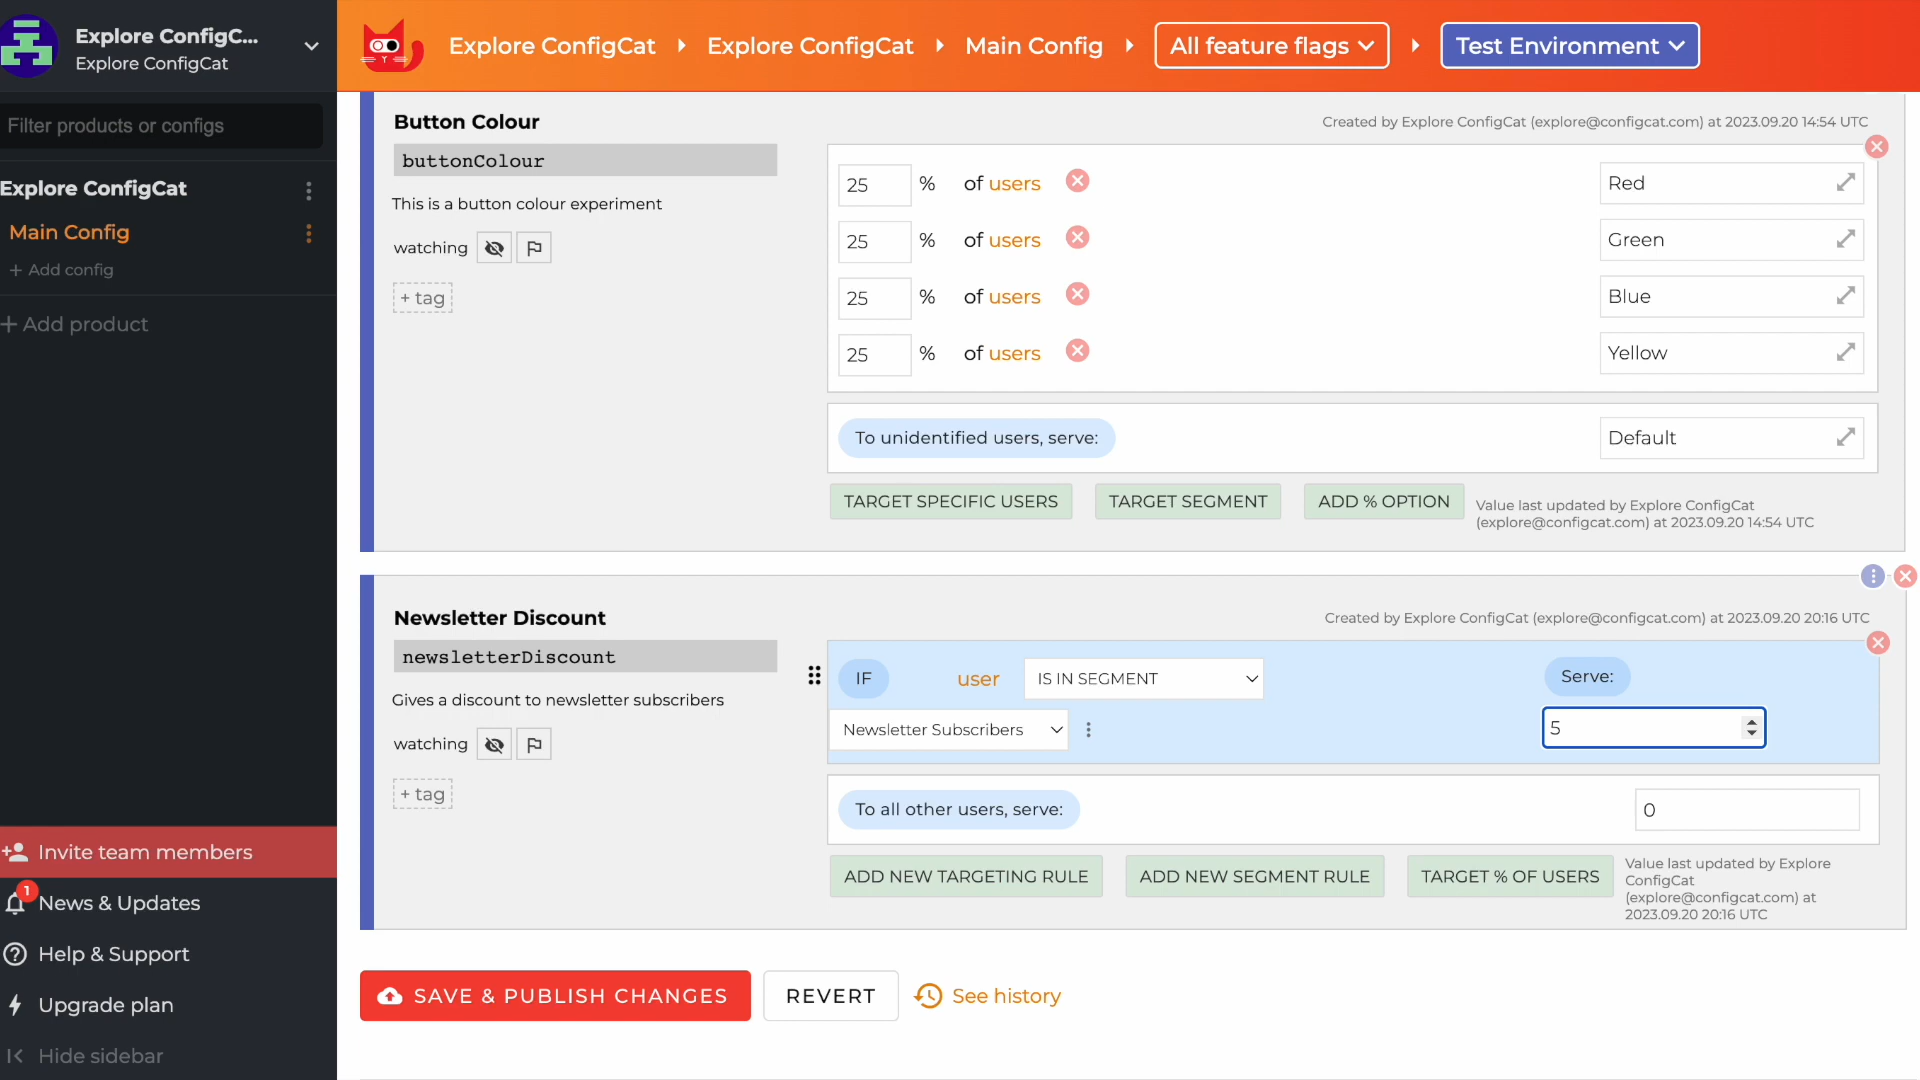 Explore ConfigC...
Explore ConfigCat
Filter products or configs
Explore ConfigCat
Main Config
+ Add config
+ Add product
Invite team members
1
News & Updates
Help & Support
Upgrade plan
Hide sidebar
Explore ConfigCat
Explore ConfigCat
Main Config
All feature flags
Test Environment
Button Colour
Created by Explore ConfigCat (explore@configcat.com) at 2023.09.20 14:54 UTC
buttonColour
This is a button colour experiment
watching
+ tag
25 % of users Red
25 % of users Green
25 % of users Blue
25 % of users Yellow
To unidentified users, serve: Default
TARGET SPECIFIC USERS TARGET SEGMENT ADD % OPTION
Value last updated by Explore ConfigCat
(explore@configcat.com) at 2023.09.20 14:54 UTC
Newsletter Discount
Created by Explore ConfigCat (explore@configcat.com) at 2023.09.20 20:16 UTC
newsletterDiscount
Gives a discount to newsletter subscribers
watching
+ tag
IF user IS IN SEGMENT Serve:
Newsletter Subscribers 5
To all other users, serve: 0
ADD NEW TARGETING RULE ADD NEW SEGMENT RULE TARGET % OF USERS
Value last updated by Explore
ConfigCat
(explore@configcat.com) at
2023.09.20 20:16 UTC
SAVE & PUBLISH CHANGES REVERT See history